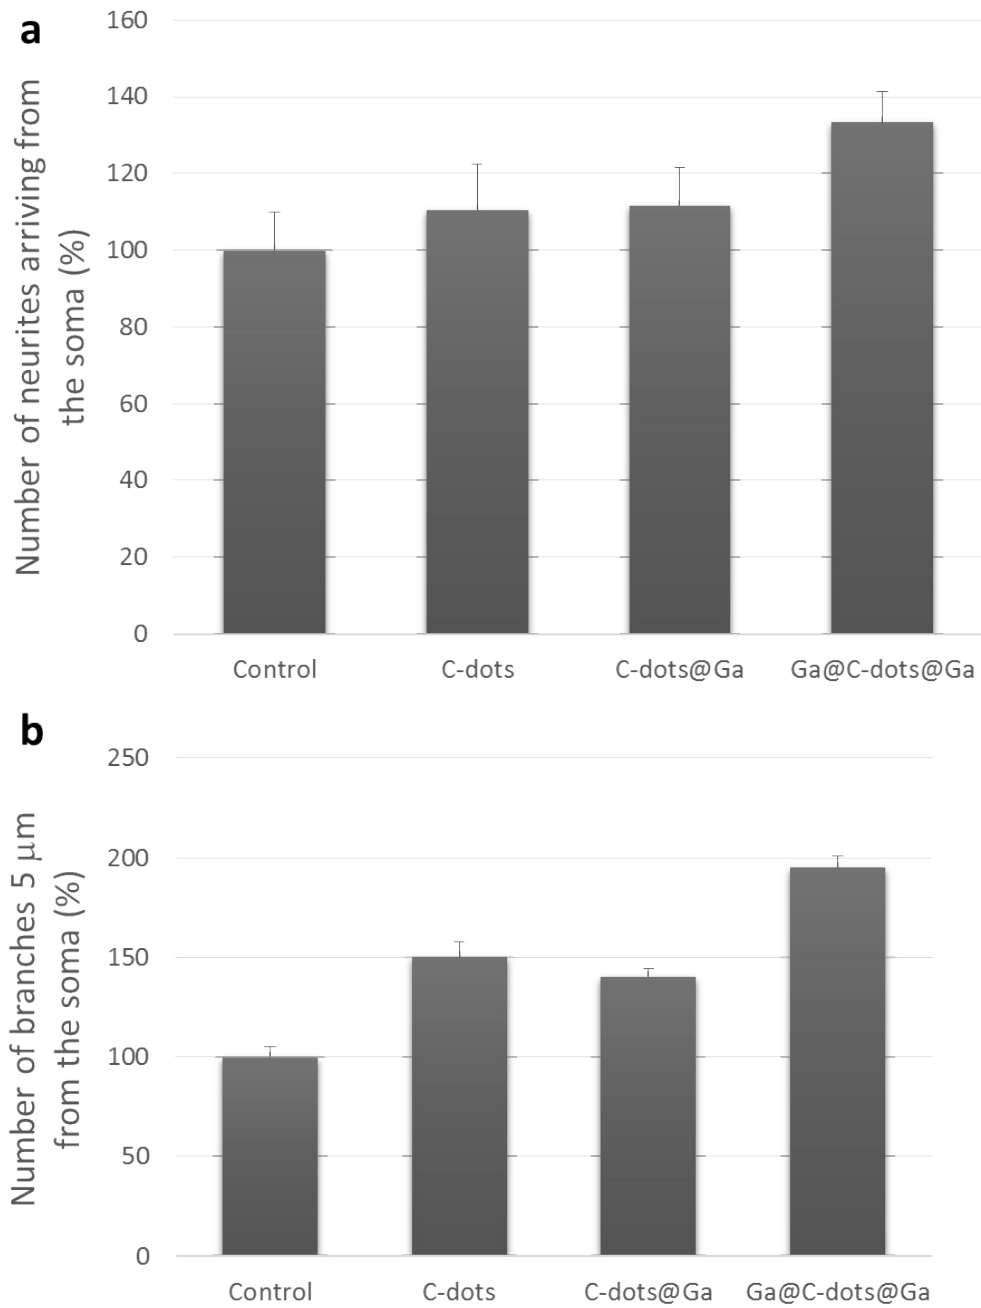 a
Number of neurites arriving from
the soma (%)
160
140
120
100
80
60
40
20
0
Control C-dots C-dots@Ga Ga@C-dots@Ga
b
Number of branches 5 μm
from the soma (%)
250
200
150
100
50
0
Control C-dots C-dots@Ga Ga@C-dots@Ga